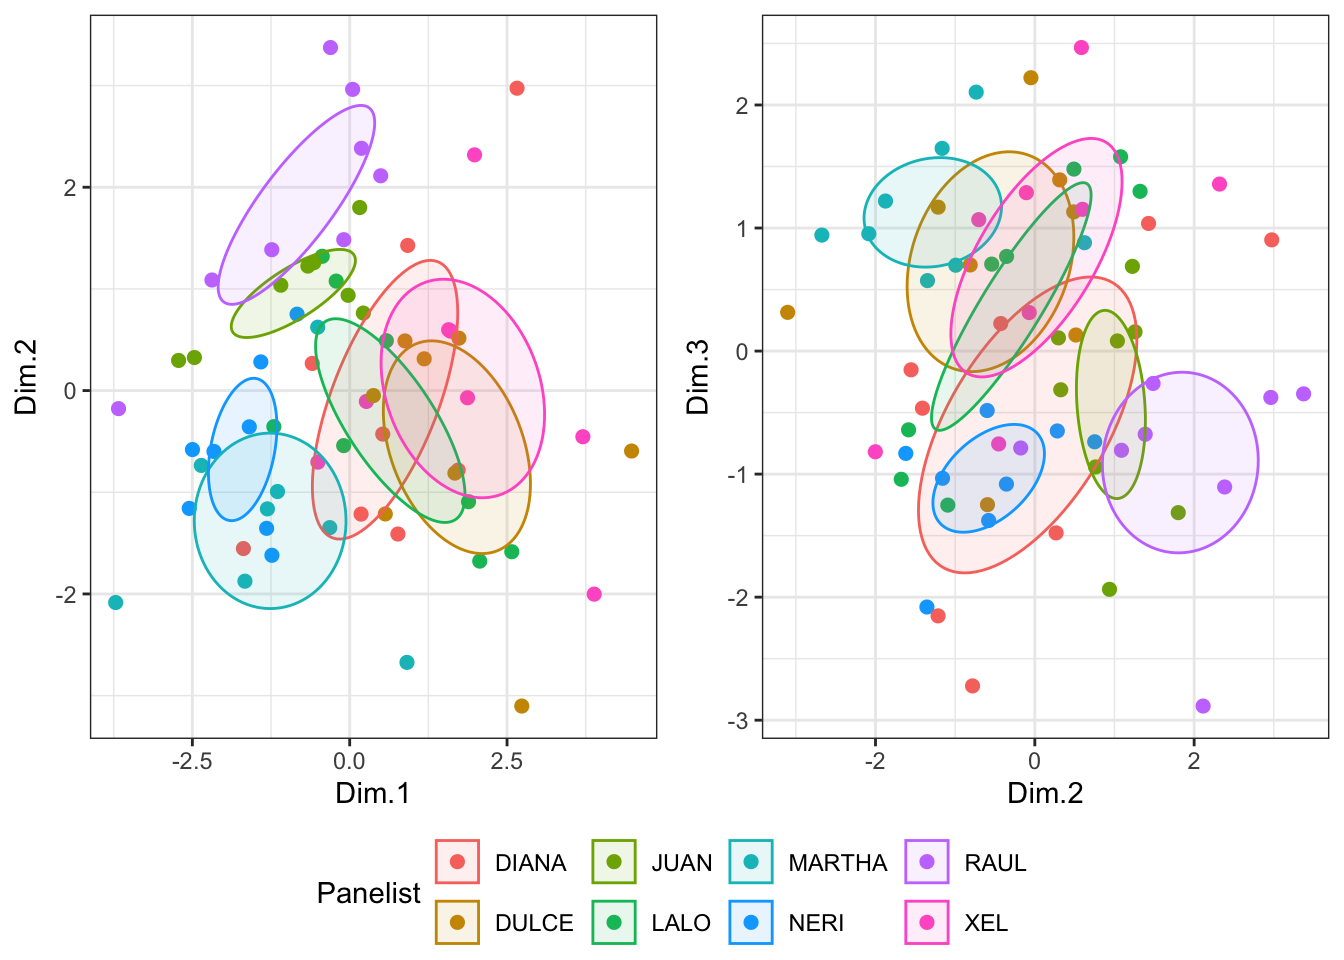 2
0
-2
Dim.2
-2.5 0.0 2.5
Dim.1
2
1
0
-1
-2
-3
Dim.3
-2 0 2
Dim.2
Panelist
DIANA JUAN MARTHA RAUL
DULCE LALO NERI XEL